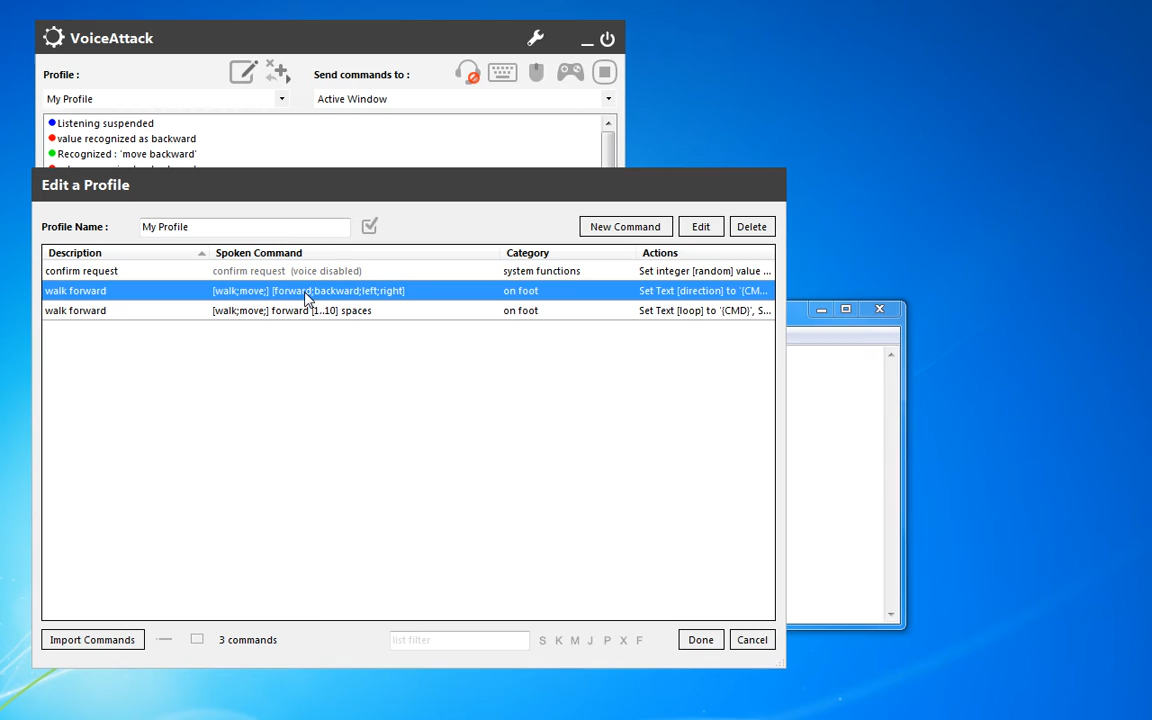 VoiceAttack
Profile :
Send commands to :
My Profile
Active Window
Listening suspended
value recognized as backward
Recognized : 'move backward'
Edit a Profile
Profile Name :
My Profile
New Command
Edit
Delete
Description
Spoken Command
Category
Actions
confirm request
confirm request (voice disabled)
system functions
Set integer [random] value ...
walk forward
[walk;move;] [forward;backward;left;right]
on foot
Set Text [direction] to '{CM...
walk forward
[walk;move;] forward [1..10] spaces
on foot
Set Text [loop] to '{CMD}', S...
Import Commands
3 commands
list filter
S K M J P X F
Done
Cancel